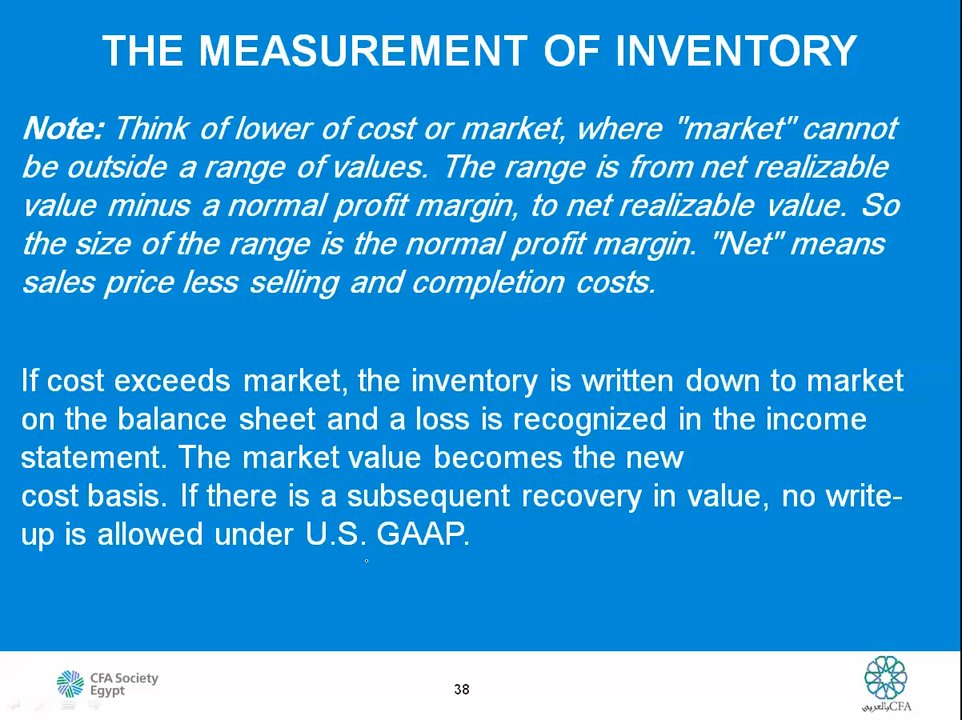 THE MEASUREMENT OF INVENTORY
Note: Think of lower of cost or market, where "market" cannot
be outside a range of values. The range is from net realizable
value minus a normal profit margin, to net realizable value. So
the size of the range is the normal profit margin. "Net" means
sales price less selling and completion costs.
If cost exceeds market, the inventory is written down to market
on the balance sheet and a loss is recognized in the income
statement. The market value becomes the new
cost basis. If there is a subsequent recovery in value, no write-
up is allowed under U.S. GAAP.
CFA Society
Egypt
38
CFAبالعربي